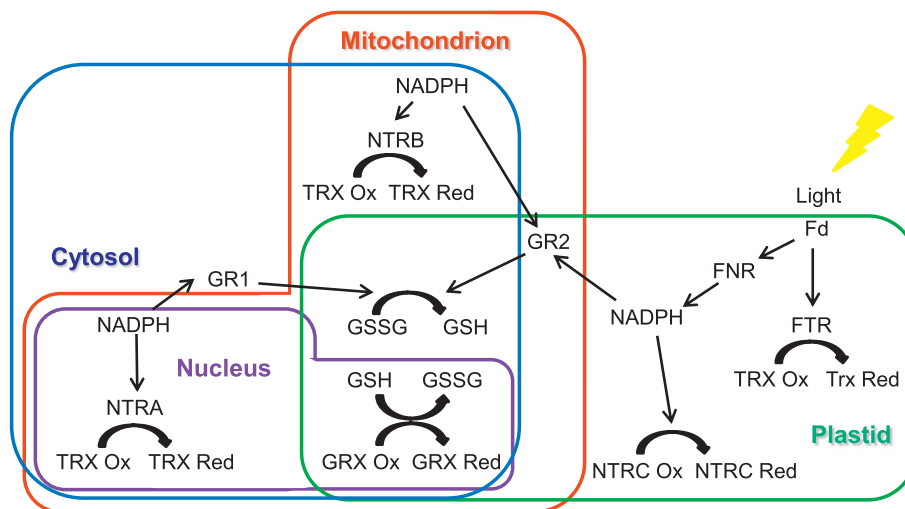 Mitochondrion
NADPH
NTRB
TRX Ox TRX Red
Light
Fd
Cytosol
GR2
FNR
GR1
NADPH
GSSG GSH
NADPH
FTR
TRX Ox Trx Red
Nucleus
GSH GSSG
NTRA
Plastid
TRX Ox TRX Red
GRX Ox GRX Red
NTRC Ox NTRC Red